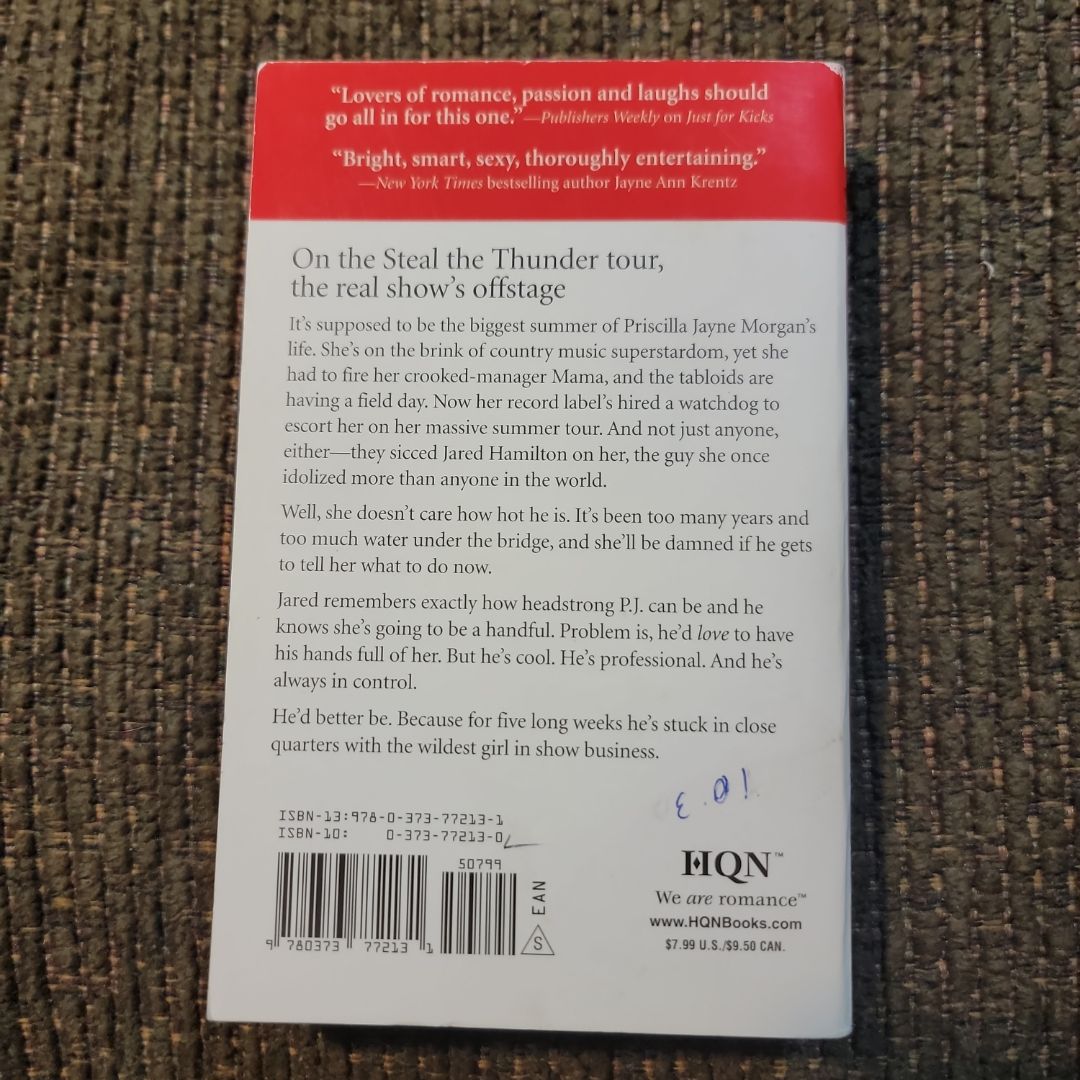 “Lovers of romance, passion and laughs should
go all in for this one.”—Publishers Weekly on Just for Kicks
“Bright, smart, sexy, thoroughly entertaining.”
—New York Times bestselling author Jayne Ann Krentz
On the Steal the Thunder tour,
the real show’s offstage
It’s supposed to be the biggest summer of Priscilla Jayne Morgan’s
life. She’s on the brink of country music superstardom, yet she
had to fire her crooked-manager Mama, and the tabloids are
having a field day. Now her record label’s hired a watchdog to
escort her on her massive summer tour. And not just anyone,
either—they sicced Jared Hamilton on her, the guy she once
idolized more than anyone in the world.
Well, she doesn’t care how hot he is. It’s been too many years and
too much water under the bridge, and she’ll be damned if he gets
to tell her what to do now.
Jared remembers exactly how headstrong P.J. can be and he
knows she’s going to be a handful. Problem is, he’d love to have
his hands full of her. But he’s cool. He’s professional. And he’s
always in control.
He’d better be. Because for five long weeks he’s stuck in close
quarters with the wildest girl in show business.
ISBN-13:978-0-373-77213-1
ISBN-10: 0-373-77213-0
50799
EAN
S
9 780373 77213 1
HQN™
We are romance™
www.HQNBooks.com
$7.99 U.S./$9.50 CAN.